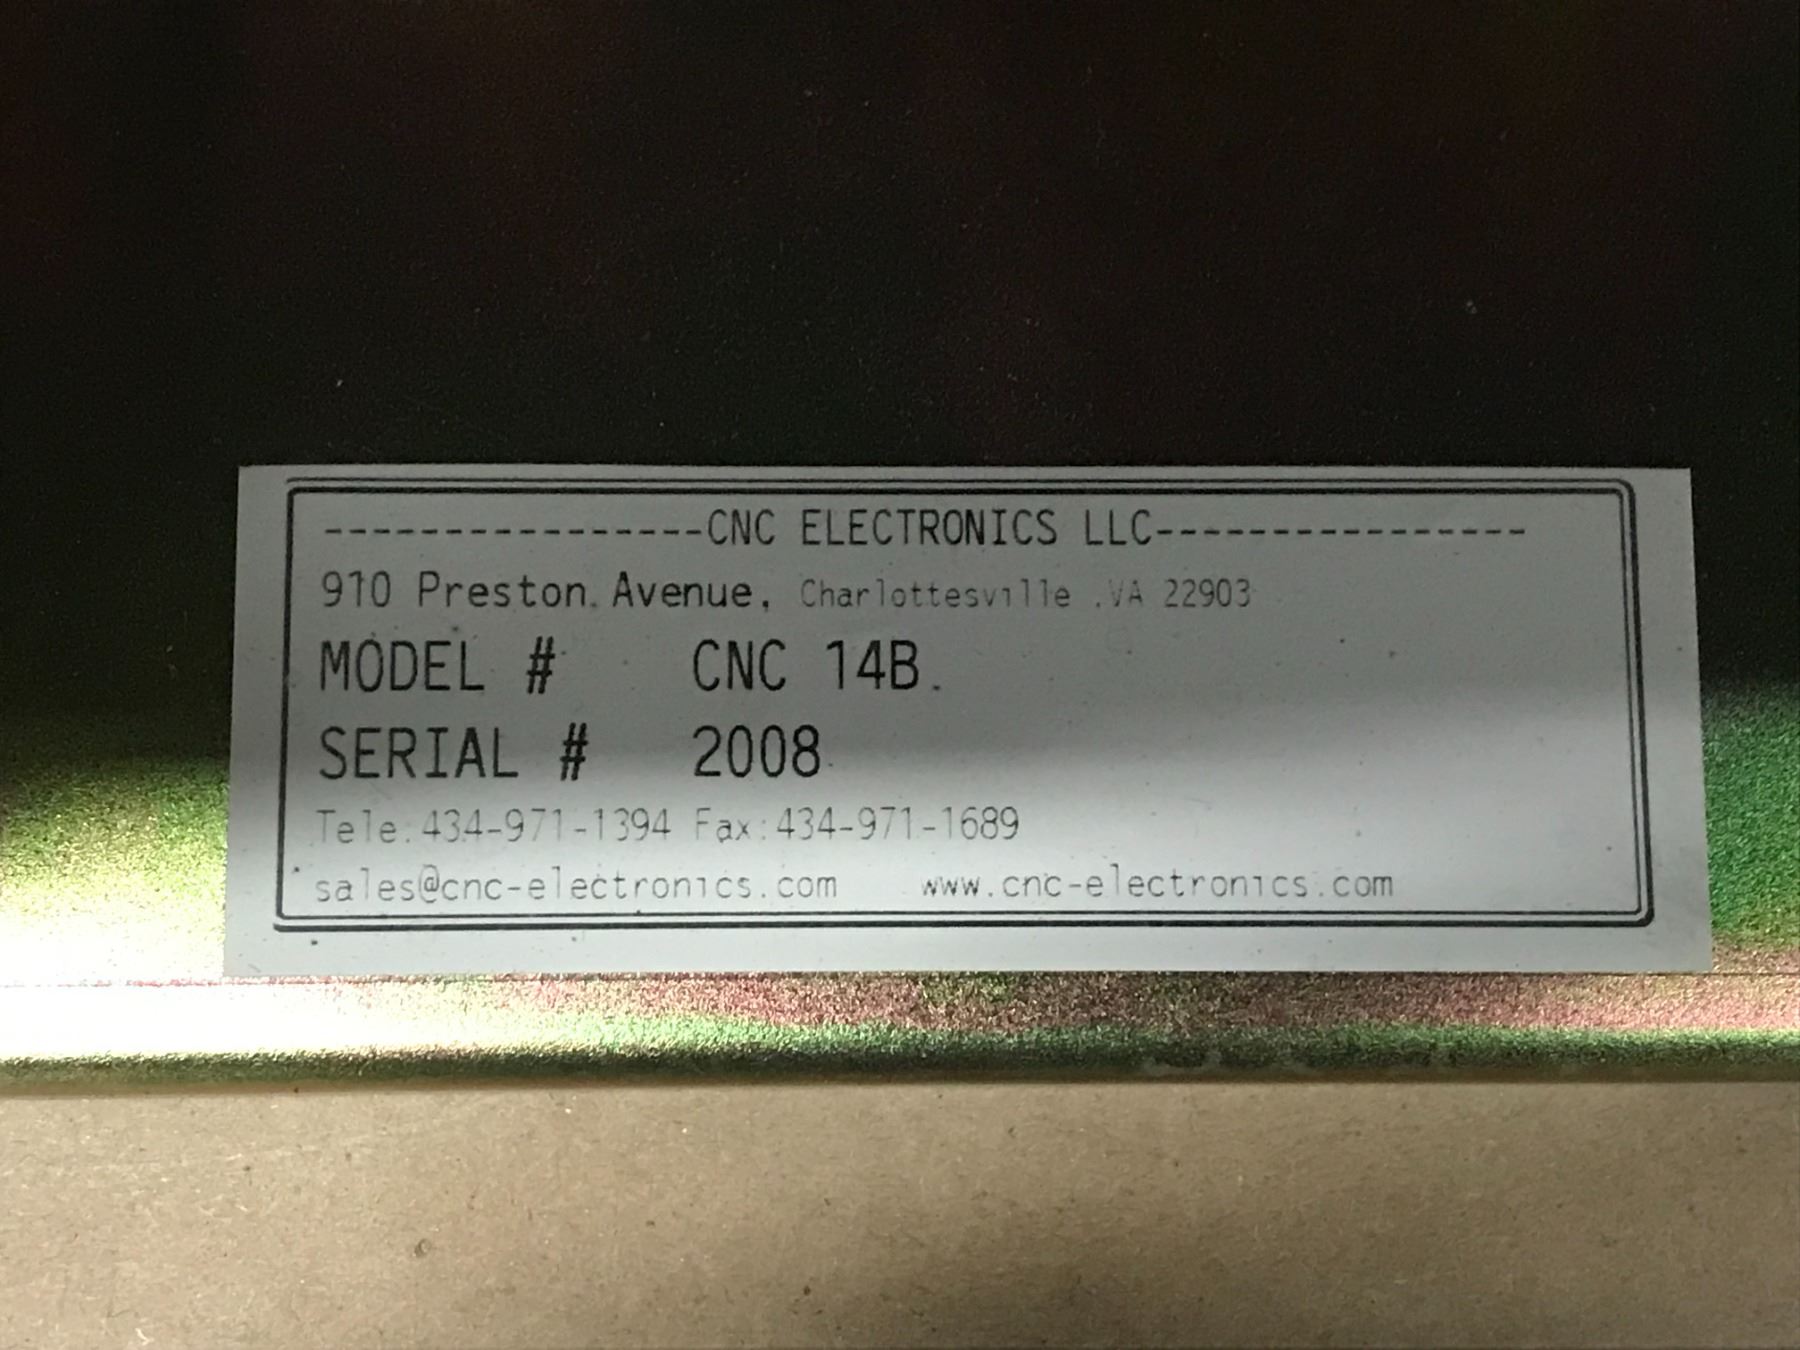 ----------------CNC ELECTRONICS LLC----------------
910 Preston Avenue, Charlottesville ,VA 22903
MODEL # CNC 14B
SERIAL # 2008
Tele:434-971-1394 Fax:434-971-1689
sales@cnc-electronics.com www.cnc-electronics.com